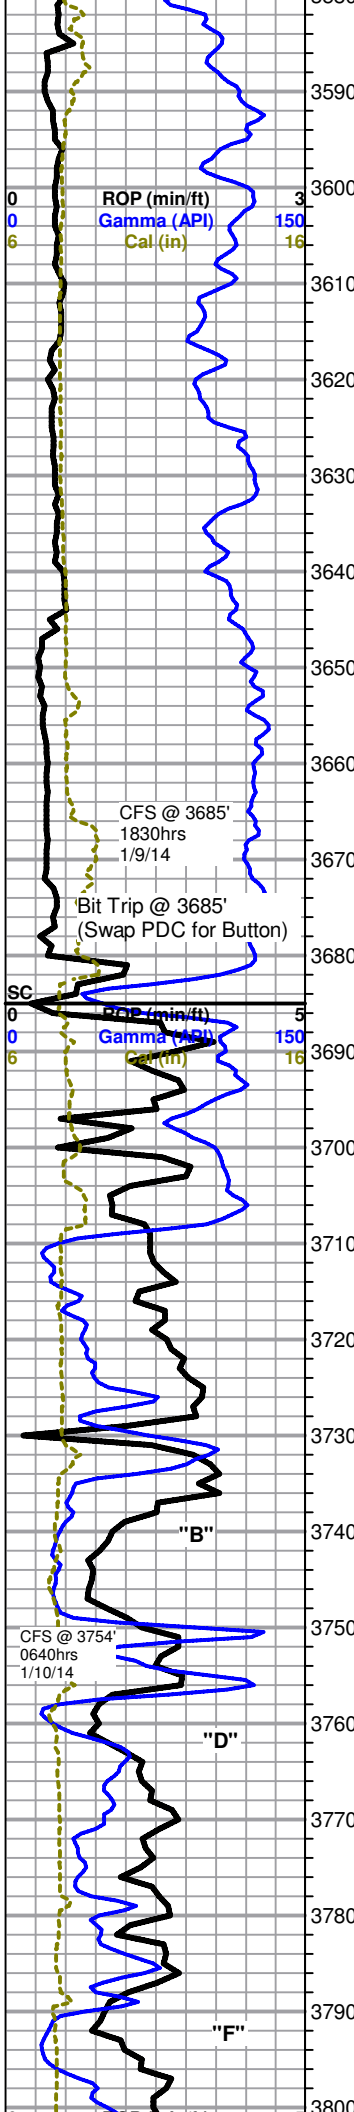 3590
3600
0 ROP (min/ft) 3
0 Gamma (API) 150
6 Cal (in) 16
3610
3620
3630
3640
3650
3660
CFS @ 3685'
1830hrs
1/9/14
3670
Bit Trip @ 3685'
(Swap PDC for Button)
3680
SC
0 ROP (min/ft) 5
0 Gamma (API) 150
6 Cal (in) 16
3690
3700
3710
3720
3730
"B"
3740
3750
CFS @ 3754'
0640hrs
1/10/14
"D"
3760
3770
3780
3790
"F"
3800